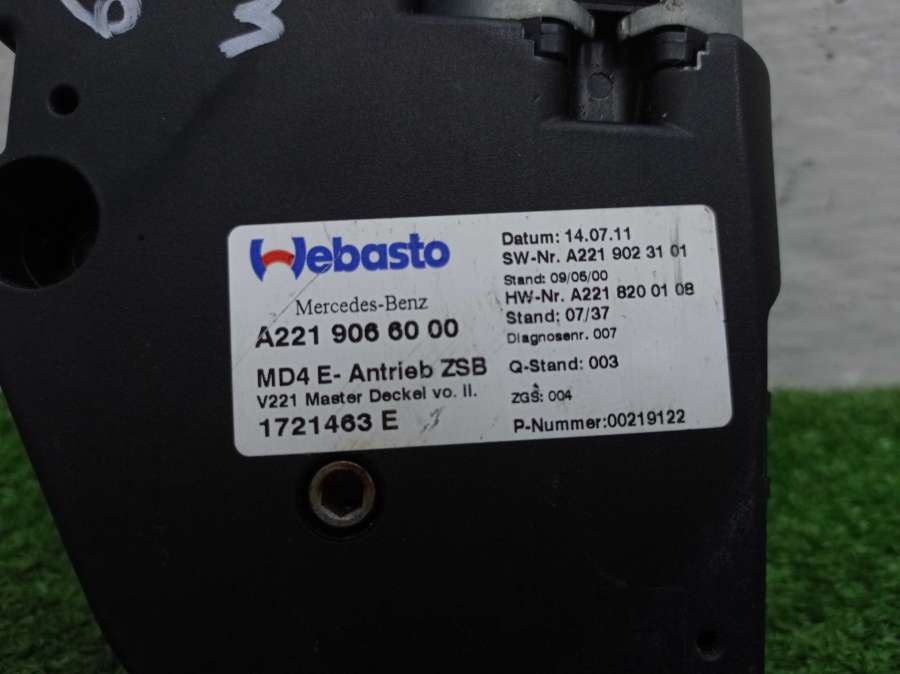 Webasto
Mercedes-Benz
A221 906 60 00
MD4 E- Antrieb ZSB
V221 Master Deckel vo. li.
1721463 E
Datum: 14.07.11
SW-Nr. A221 902 31 01
Stand: 09/06/00
HW-Nr. A221 820 01 08
Stand: 07/37
Diagnosenr. 007
Q-Stand: 003
ZGS: 004
P-Nummer:00219122